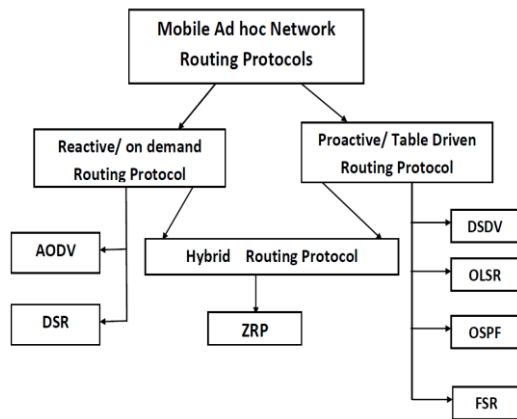 Mobile Ad hoc Network
Routing Protocols
Reactive/ on demand
Routing Protocol
Proactive/ Table Driven
Routing Protocol
AODV
DSR
Hybrid Routing Protocol
ZRP
DSDV
OLSR
OSPF
FSR